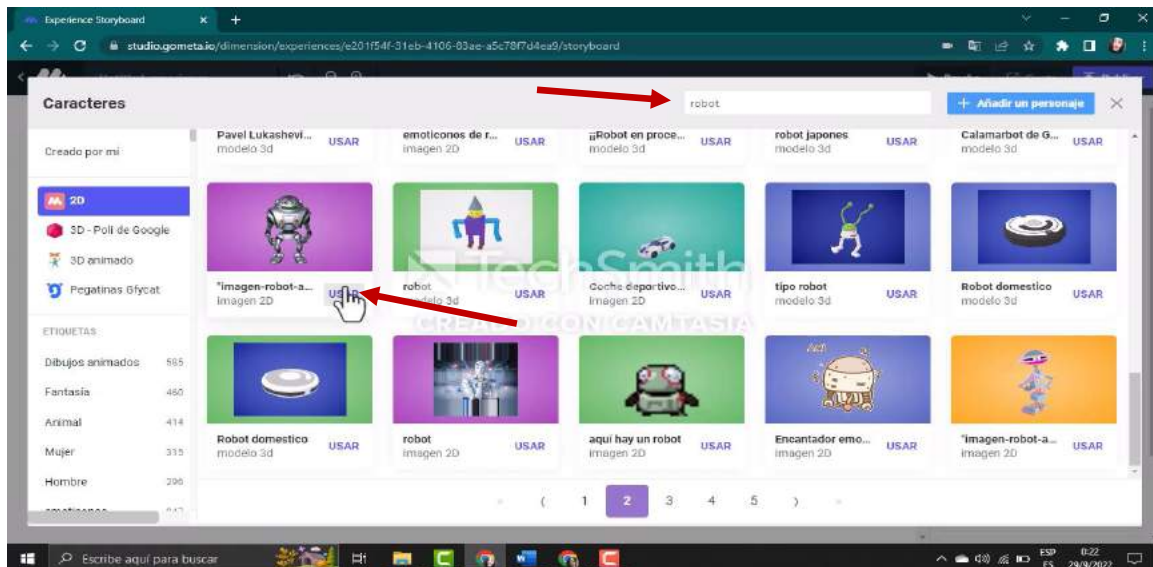 Experience Storyboard
studio.gometa.io/dimension/experiences/e201f54f-31eb-4106-83ae-a5c78f7d4ea9/storyboard
Caracteres
robot
+ Añadir un personaje
Creado por mi
2D
3D - Poli de Google
3D animado
Pegatinas Gfycat
ETIQUETAS
Dibujos animados 585
Fantasía 460
Animal 414
Mujer 315
Hombre
Pavel Lukashevi... USAR
modelo 3d
emoticonos de r... USAR
imagen 2D
¡¡Robot en proce... USAR
modelo 3d
robot japones USAR
modelo 3d
Calamarbot de G... USAR
modelo 3d
"imagen-robot-a... USAR
imagen 2D
robot USAR
modelo 3d
Coche deportivo... USAR
imagen 2D
tipo robot USAR
modelo 3d
Robot domestico USAR
modelo 3d
TechSmith
CREADO CON CAMTASIA
Robot domestico USAR
modelo 3d
robot USAR
imagen 2D
aquí hay un robot USAR
imagen 2D
Encantador emo... USAR
imagen 2D
"imagen-robot-a... USAR
imagen 2D
1 2 3 4 5
Escribe aquí para buscar
ESP 0:22
ES 29/9/2022